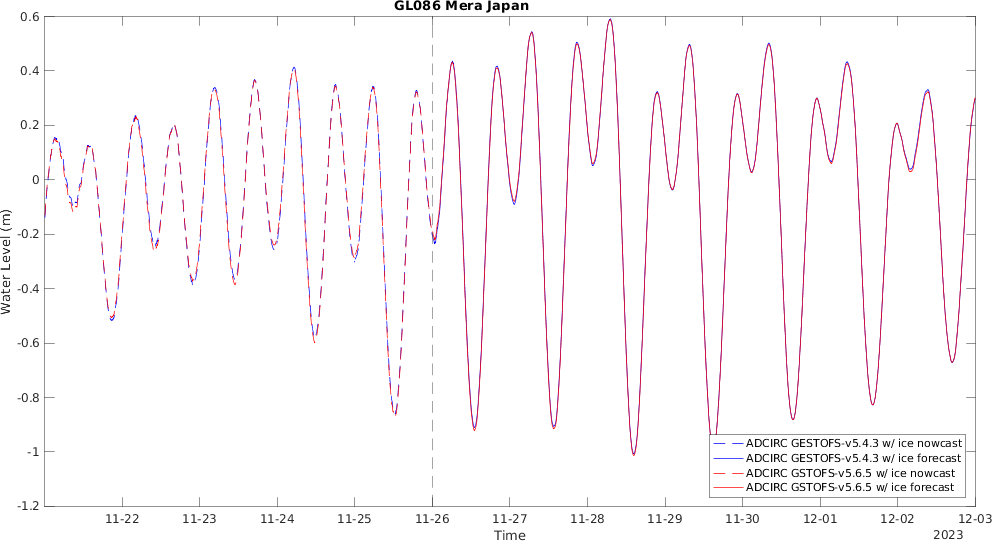 GL086 Mera Japan
0.6
0.4
0.2
0
-0.2
-0.4
-0.6
-0.8
-1
-1.2
Water Level (m)
ADCIRC GESTOFS-v5.4.3 w/ ice nowcast
ADCIRC GESTOFS-v5.4.3 w/ ice forecast
ADCIRC GSTOFS-v5.6.5 w/ ice nowcast
ADCIRC GSTOFS-v5.6.5 w/ ice forecast
11-22 11-23 11-24 11-25 11-26 11-27 11-28 11-29 11-30 12-01 12-02 12-03
Time
2023